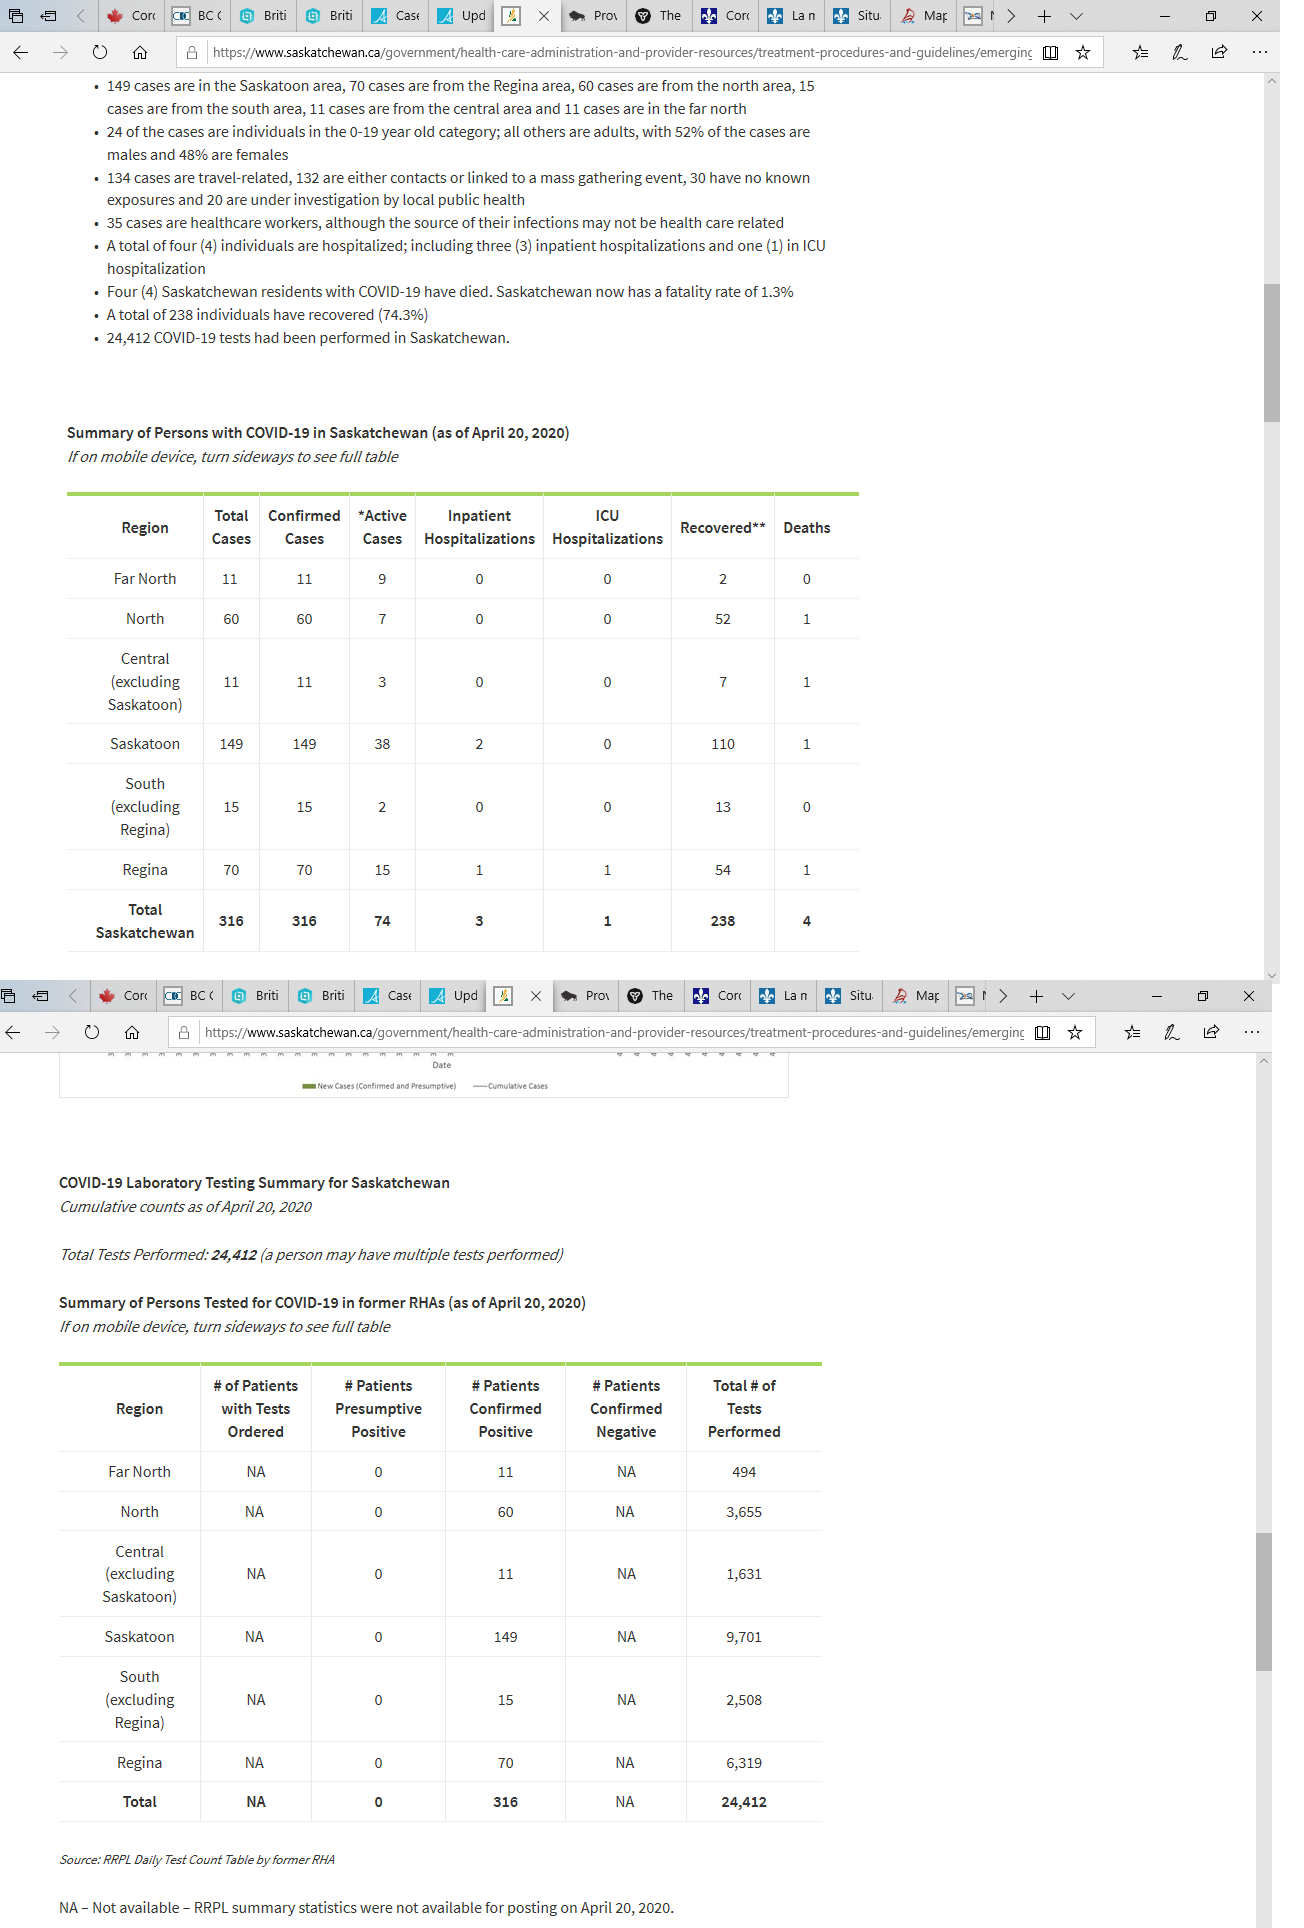 Corc
BC C
Briti
Briti
Case
Upd
Prov
The
Corc
La n
Situ
Map
https://www.saskatchewan.ca/government/health-care-administration-and-provider-resources/treatment-procedures-and-guidelines/emerging
• 149 cases are in the Saskatoon area, 70 cases are from the Regina area, 60 cases are from the north area, 15
cases are from the south area, 11 cases are from the central area and 11 cases are in the far north
• 24 of the cases are individuals in the 0-19 year old category; all others are adults, with 52% of the cases are
males and 48% are females
• 134 cases are travel-related, 132 are either contacts or linked to a mass gathering event, 30 have no known
exposures and 20 are under investigation by local public health
• 35 cases are healthcare workers, although the source of their infections may not be health care related
• A total of four (4) individuals are hospitalized; including three (3) inpatient hospitalizations and one (1) in ICU
hospitalization
• Four (4) Saskatchewan residents with COVID-19 have died. Saskatchewan now has a fatality rate of 1.3%
• A total of 238 individuals have recovered (74.3%)
• 24,412 COVID-19 tests had been performed in Saskatchewan.
Summary of Persons with COVID-19 in Saskatchewan (as of April 20, 2020)
If on mobile device, turn sideways to see full table
Region Total Cases Confirmed Cases *Active Cases Inpatient Hospitalizations ICU Hospitalizations Recovered** Deaths
Far North 11 11 9 0 0 2 0
North 60 60 7 0 0 52 1
Central (excluding Saskatoon) 11 11 3 0 0 7 1
Saskatoon 149 149 38 2 0 110 1
South (excluding Regina) 15 15 2 0 0 13 0
Regina 70 70 15 1 1 54 1
Total Saskatchewan 316 316 74 3 1 238 4
Corc
BC C
Briti
Briti
Case
Upd
Prov
The
Corc
La n
Situ
Map
https://www.saskatchewan.ca/government/health-care-administration-and-provider-resources/treatment-procedures-and-guidelines/emerging
Date
New Cases (Confirmed and Presumptive) Cumulative Cases
COVID-19 Laboratory Testing Summary for Saskatchewan
Cumulative counts as of April 20, 2020
Total Tests Performed: 24,412 (a person may have multiple tests performed)
Summary of Persons Tested for COVID-19 in former RHAs (as of April 20, 2020)
If on mobile device, turn sideways to see full table
Region # of Patients with Tests Ordered # Patients Presumptive Positive # Patients Confirmed Positive # Patients Confirmed Negative Total # of Tests Performed
Far North NA 0 11 NA 494
North NA 0 60 NA 3,655
Central (excluding Saskatoon) NA 0 11 NA 1,631
Saskatoon NA 0 149 NA 9,701
South (excluding Regina) NA 0 15 NA 2,508
Regina NA 0 70 NA 6,319
Total NA 0 316 NA 24,412
Source: RRPL Daily Test Count Table by former RHA
NA – Not available – RRPL summary statistics were not available for posting on April 20, 2020.